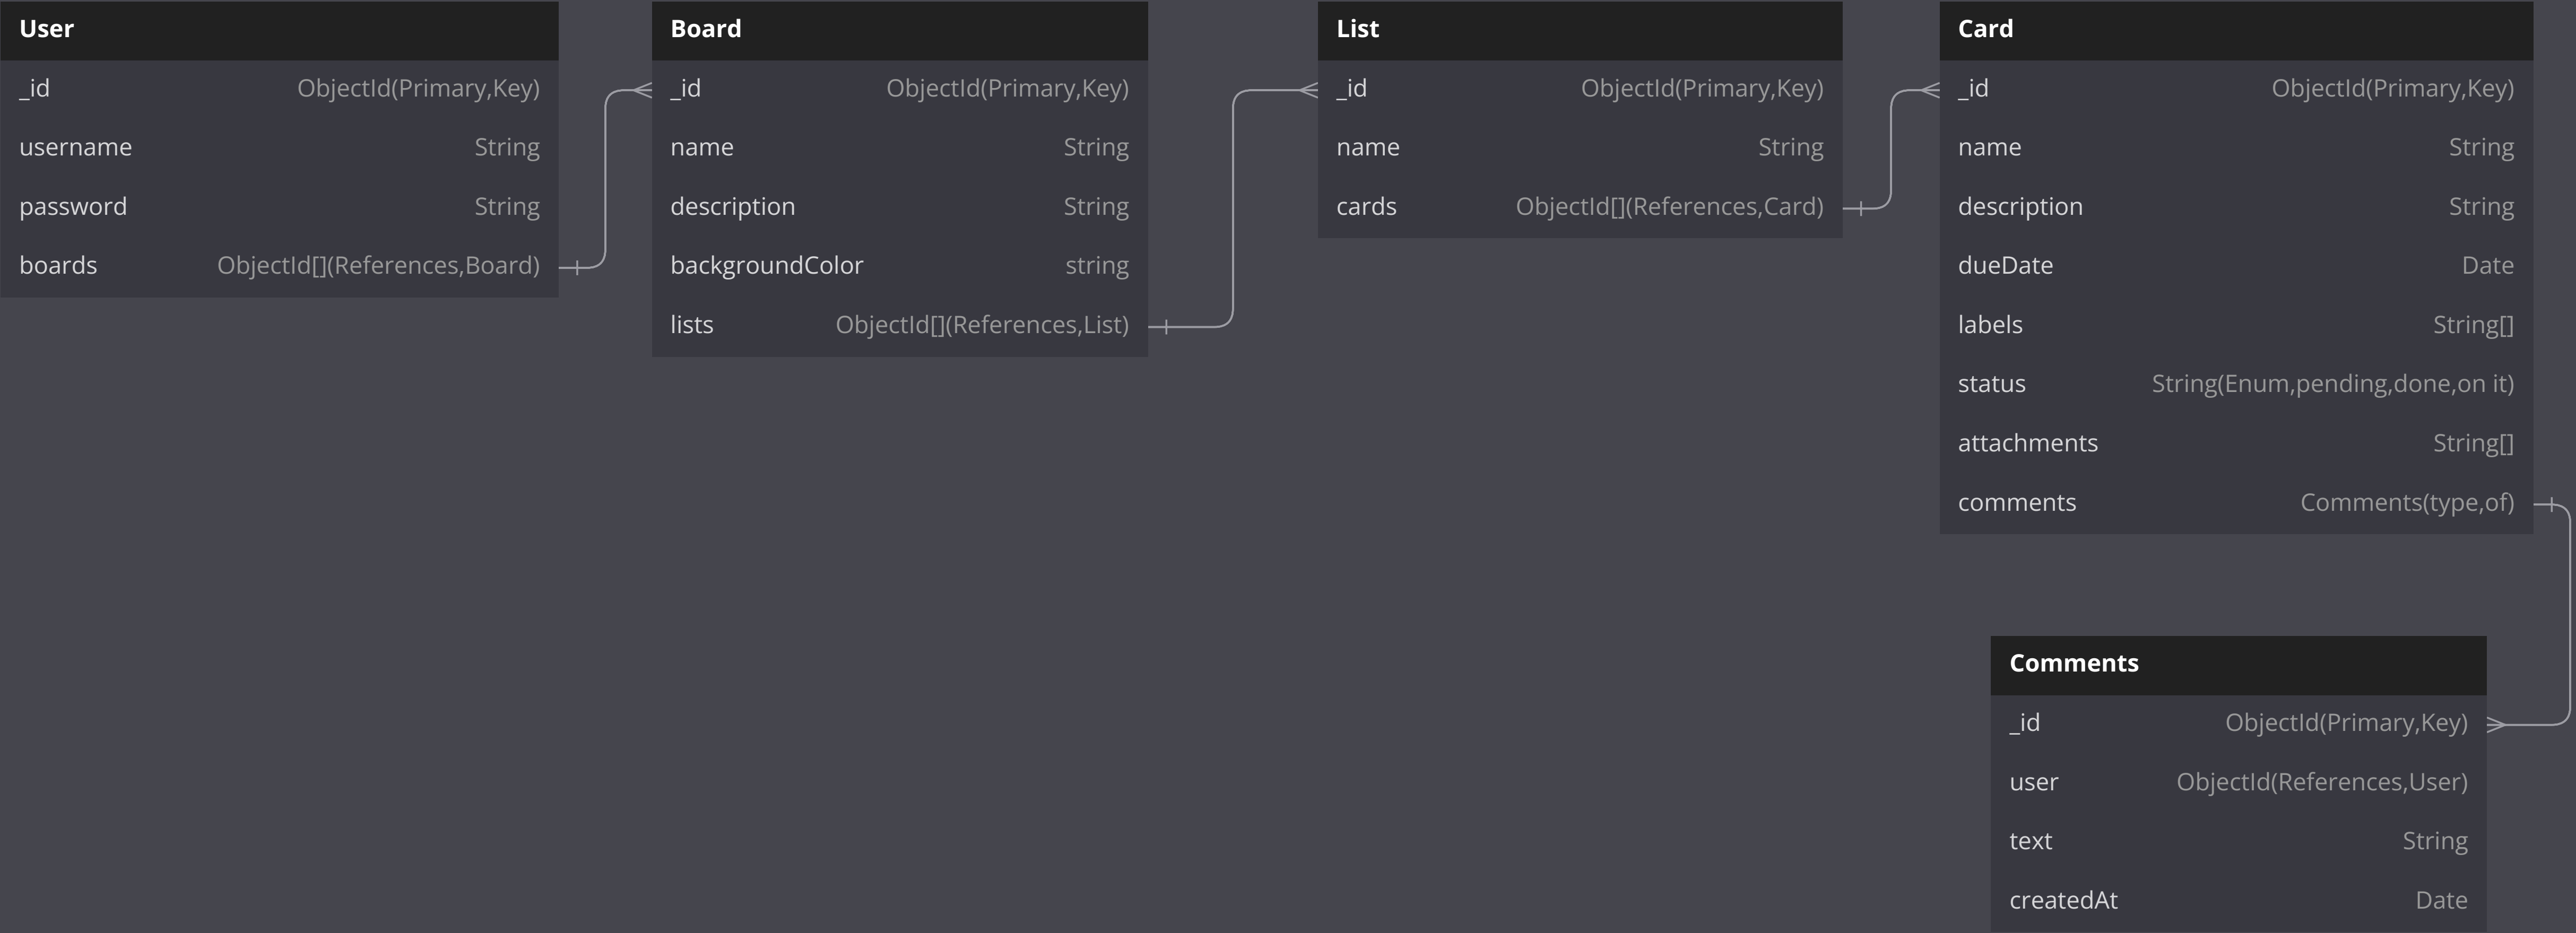 User
_id ObjectId(Primary,Key)
username String
password String
boards ObjectId[](References,Board)
Board
_id ObjectId(Primary,Key)
name String
description String
backgroundColor string
lists ObjectId[](References,List)
List
_id ObjectId(Primary,Key)
name String
cards ObjectId[](References,Card)
Card
_id ObjectId(Primary,Key)
name String
description String
dueDate Date
labels String[]
status String(Enum,pending,done,on it)
attachments String[]
comments Comments(type,of)
Comments
_id ObjectId(Primary,Key)
user ObjectId(References,User)
text String
createdAt Date